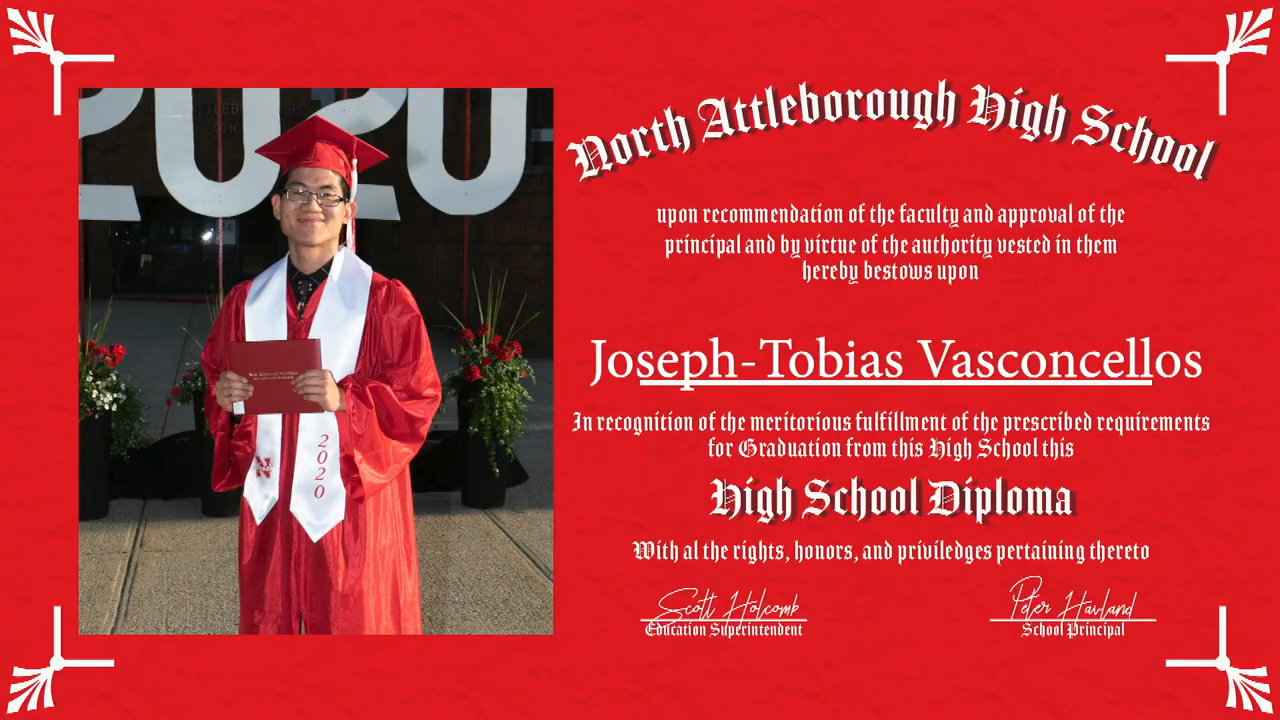 2020
2020
N
North Attleborough High School
upon recommendation of the faculty and approval of the
principal and by virtue of the authority vested in them
hereby bestows upon
Joseph-Tobias Vasconcellos
In recognition of the meritorious fulfillment of the prescribed requirements
for Graduation from this High School this
High School Diploma
With al the rights, honors, and priviledges pertaining thereto
Scott Holcomb
Peter Havland
Education Superintendent
School Principal